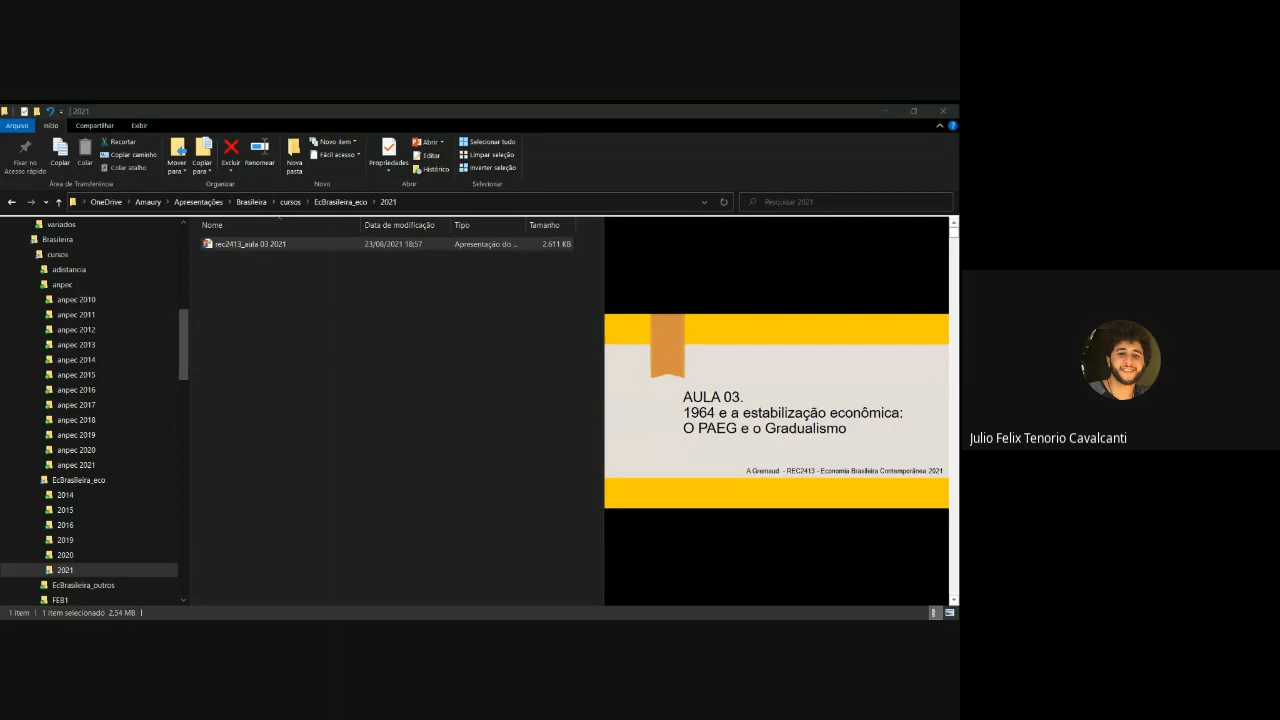 2021
Arquivo Início Compartilhar Exibir
Fixar no Acesso rápido
Copiar
Colar
Recortar
Copiar caminho
Colar atalho
Área de Transferência
Mover para
Copiar para
Excluir
Renomear
Organizar
Nova pasta
Novo item
Fácil acesso
Novo
Propriedades
Abrir
Editar
Histórico
Abrir
Selecionar tudo
Limpar seleção
Inverter seleção
Selecionar
OneDrive > Amaury > Apresentações > Brasileira > cursos > EcBrasileira_eco > 2021
Pesquisar 2021
variados
Brasileira
cursos
adistancia
anpec
anpec 2010
anpec 2011
anpec 2012
anpec 2013
anpec 2014
anpec 2015
anpec 2016
anpec 2017
anpec 2018
anpec 2019
anpec 2020
anpec 2021
EcBrasileira_eco
2014
2015
2016
2019
2020
2021
EcBrasileira_outros
FEB1
Nome Data de modificação Tipo Tamanho
rec2413_aula 03 2021 23/08/2021 18:57 Apresentação do ... 2.611 KB
AULA 03.
1964 e a estabilização econômica:
O PAEG e o Gradualismo
A Gremaud - REC2413 - Economia Brasileira Contemporânea 2021
1 item 1 item selecionado 2,54 MB
Julio Felix Tenorio Cavalcanti